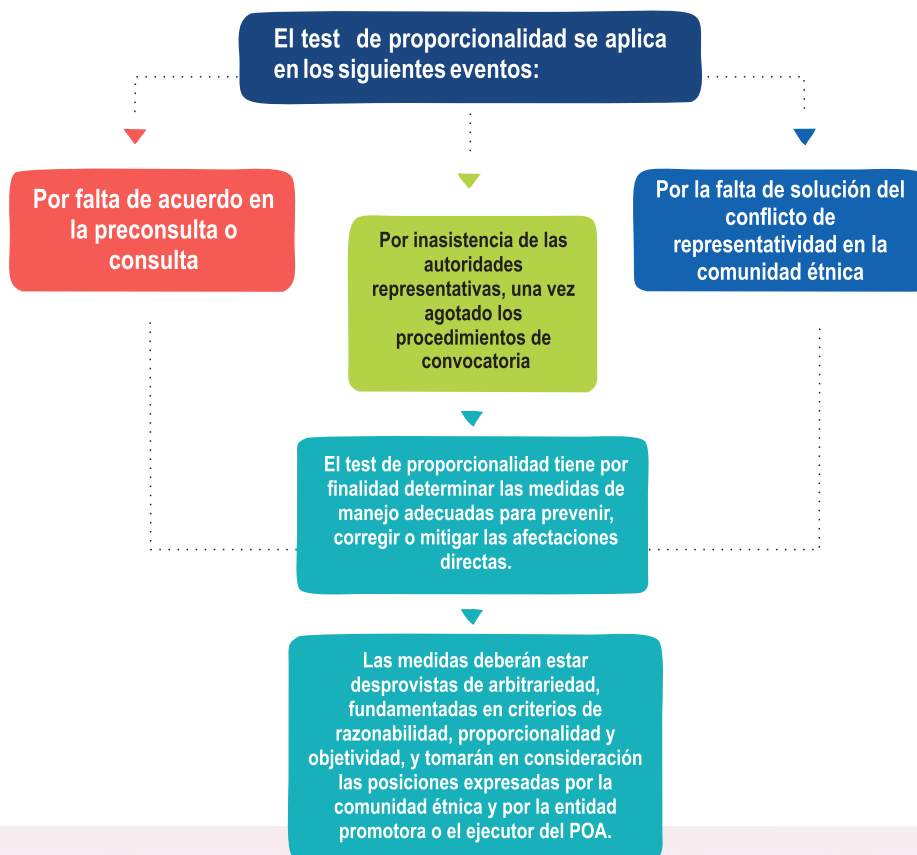 El test de proporcionalidad se aplica
en los siguientes eventos:
Por falta de acuerdo en
la preconsulta o
consulta
Por inasistencia de las
autoridades
representativas, una vez
agotado los
procedimientos de
convocatoria
Por la falta de solución del
conflicto de
representatividad en la
comunidad étnica
El test de proporcionalidad tiene por
finalidad determinar las medidas de
manejo adecuadas para prevenir,
corregir o mitigar las afectaciones
directas.
Las medidas deberán estar
desprovistas de arbitrariedad,
fundamentadas en criterios de
razonabilidad, proporcionalidad y
objetividad, y tomarán en consideración
las posiciones expresadas por la
comunidad étnica y por la entidad
promotora o el ejecutor del POA.